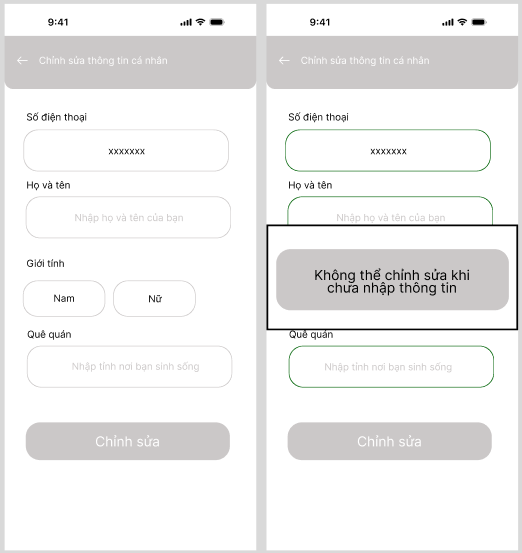 9:41
Chỉnh sửa thông tin cá nhân
Số điện thoại
xxxxxxx
Họ và tên
Nhập họ và tên của bạn
Giới tính
Nam
Nữ
Quê quán
Nhập tỉnh nơi bạn sinh sống
Chỉnh sửa
9:41
Chỉnh sửa thông tin cá nhân
Số điện thoại
xxxxxxx
Họ và tên
Nhập họ và tên của bạn
Không thể chỉnh sửa khi
chưa nhập thông tin
Quê quán
Nhập tỉnh nơi bạn sinh sống
Chỉnh sửa